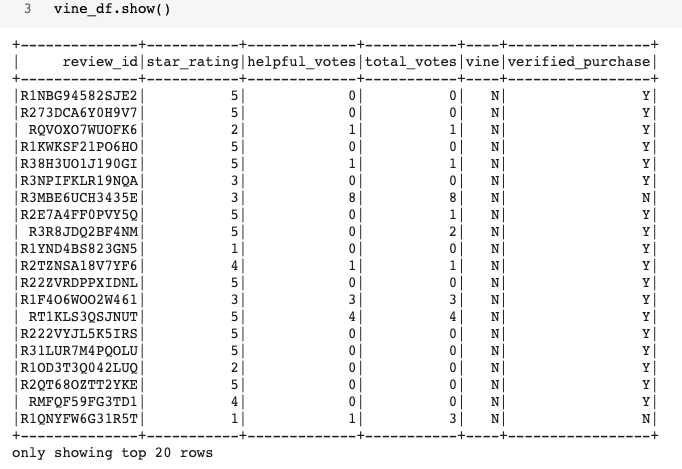 3 vine_df.show()
+--------------+-----------+-------------+-----------+----+-----------------+
|     review_id|star_rating|helpful_votes|total_votes|vine|verified_purchase|
+--------------+-----------+-------------+-----------+----+-----------------+
|R1NBG94582SJE2|          5|            0|          0|   N|                Y|
|R273DCA6Y0H9V7|          5|            0|          0|   N|                Y|
| RQVOXO7WUOFK6|          2|            1|          1|   N|                Y|
|R1KWKSF21PO6HO|          5|            0|          0|   N|                Y|
|R38H3UO1J190GI|          5|            1|          1|   N|                Y|
|R3NPIFKLR19NQA|          3|            0|          0|   N|                Y|
|R3MBE6UCH3435E|          3|            8|          8|   N|                N|
|R2E7A4FF0PVY5Q|          5|            0|          1|   N|                Y|
| R3R8JDQ2BF4NM|          5|            0|          2|   N|                Y|
|R1YND4BS823GN5|          1|            0|          0|   N|                Y|
|R2TZNSA18V7YF6|          4|            1|          1|   N|                Y|
|R22ZVRDPPXIDNL|          5|            0|          0|   N|                Y|
|R1F4O6WOO2W461|          3|            3|          3|   N|                Y|
| RT1KLS3QSJNUT|          5|            4|          4|   N|                Y|
|R222VYJL5K5IRS|          5|            0|          0|   N|                Y|
|R31LUR7M4PQOLU|          5|            0|          0|   N|                Y|
|R1OD3T3Q042LUQ|          2|            0|          0|   N|                Y|
|R2QT68OZTT2YKE|          5|            0|          0|   N|                Y|
| RMFQF59FG3TD1|          4|            0|          0|   N|                Y|
|R1QNYFW6G31R5T|          1|            1|          3|   N|                N|
+--------------+-----------+-------------+-----------+----+-----------------+
only showing top 20 rows